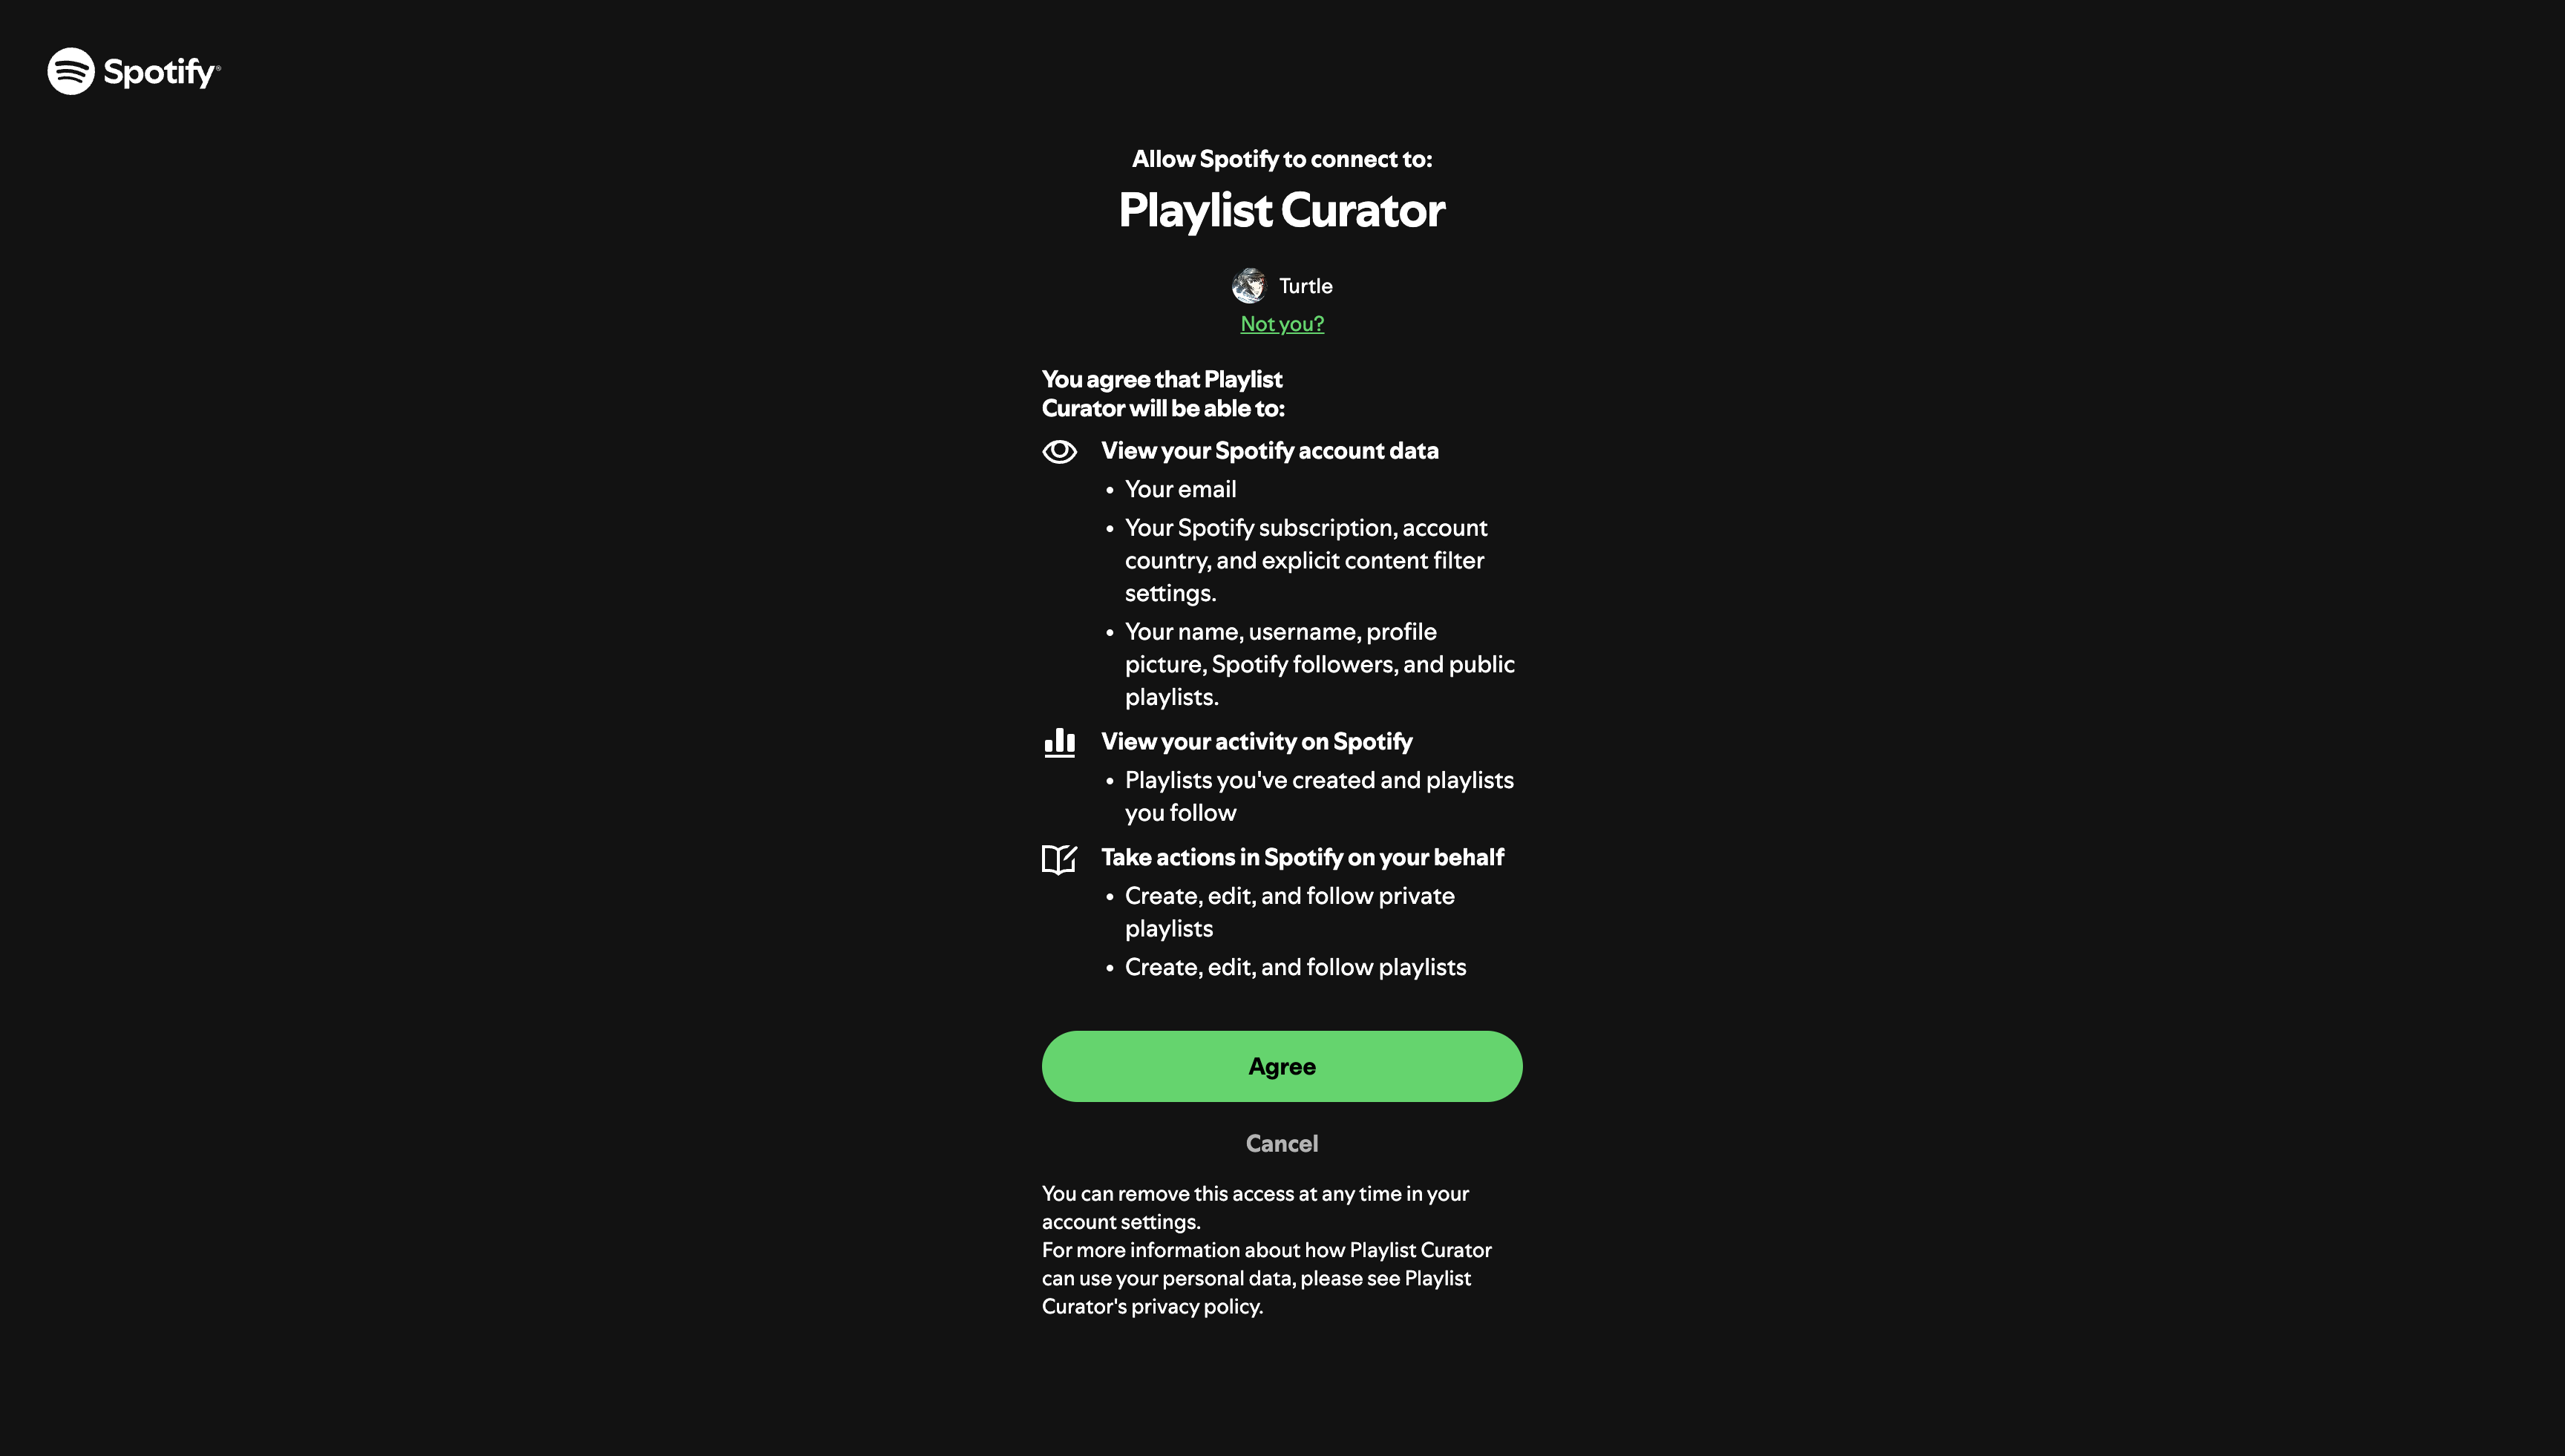 Spotify®
Allow Spotify to connect to:
Playlist Curator
Turtle
Not you?
You agree that Playlist
Curator will be able to:
View your Spotify account data
• Your email
• Your Spotify subscription, account
country, and explicit content filter
settings.
• Your name, username, profile
picture, Spotify followers, and public
playlists.
View your activity on Spotify
• Playlists you've created and playlists
you follow
Take actions in Spotify on your behalf
• Create, edit, and follow private
playlists
• Create, edit, and follow playlists
Agree
Cancel
You can remove this access at any time in your
account settings.
For more information about how Playlist Curator
can use your personal data, please see Playlist
Curator's privacy policy.